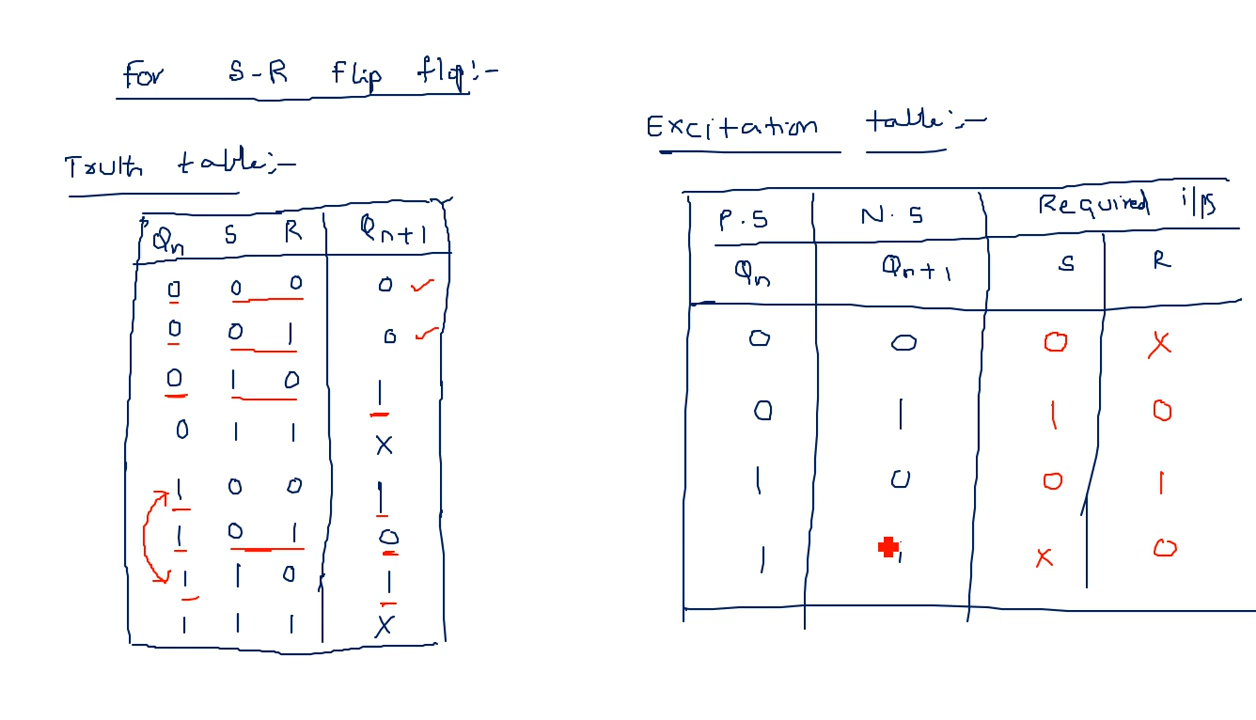 For S-R Flip flop:-
Truth table:-
Qn S R Qn+1
0 0 0 0 ✓
0 0 1 0 ✓
0 1 0 1
0 1 1 X
1 0 0 1
1 0 1 0
1 1 0 1
1 1 1 X
Excitation table:-
P.S N.S Required i/ps
Qn Qn+1 S R
0 0 0 X
0 1 1 0
1 0 0 1
1 1 X 0